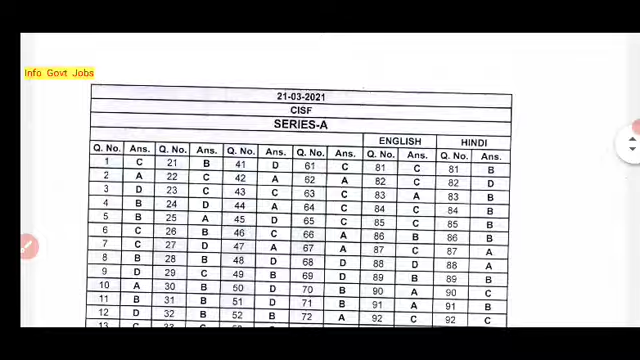 Info Govt Jobs
21-03-2021
CISF
SERIES-A
ENGLISH HINDI
Q. No. Ans. Q. No. Ans. Q. No. Ans. Q. No. Ans. Q. No. Ans. Q. No. Ans.
1 C 21 B 41 D 61 C 81 C 81 B
2 A 22 C 42 A 62 A 82 C 82 D
3 D 23 C 43 C 63 C 83 A 83 B
4 B 24 D 44 A 64 C 84 C 84 B
5 B 25 A 45 D 65 C 85 C 85 B
6 C 26 B 46 C 66 A 86 B 86 B
7 C 27 D 47 A 67 A 87 C 87 A
8 B 28 B 48 D 68 D 88 D 88 A
9 D 29 C 49 B 69 D 89 B 89 B
10 A 30 B 50 D 70 B 90 A 90 C
11 B 31 B 51 D 71 B 91 A 91 B
12 D 32 B 52 B 72 A 92 C 92 C
13 C 33